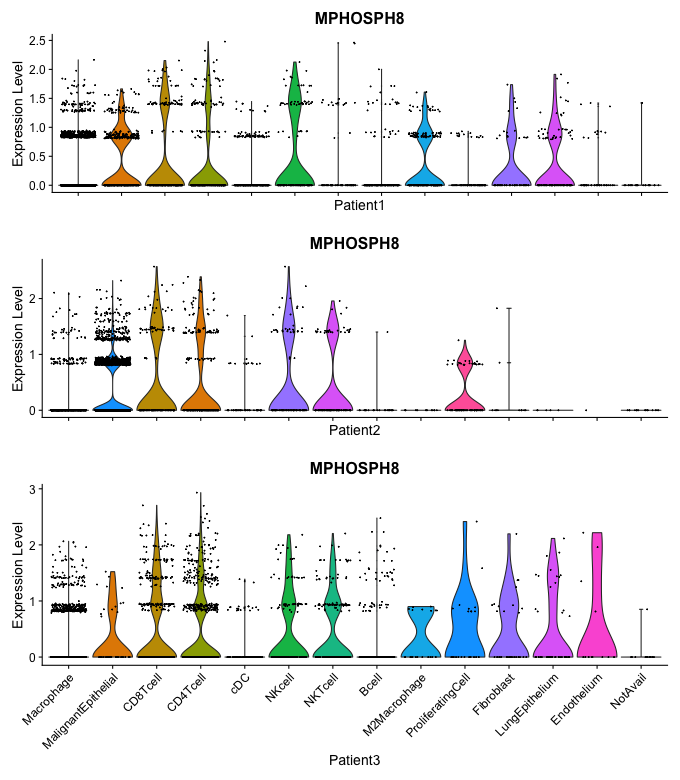 MPHOSPH8
Expression Level
2.5
2.0
1.5
1.0
0.5
0.0
Patient1
MPHOSPH8
Expression Level
2
1
0
Patient2
MPHOSPH8
Expression Level
3
2
1
0
Macrophage
MalignantEpithelial
CD8Tcell
CD4Tcell
cDC
NKcell
NKTcell
Bcell
M2Macrophage
ProliferatingCell
Fibroblast
LungEpithelium
Endothelium
NotAvail
Patient3